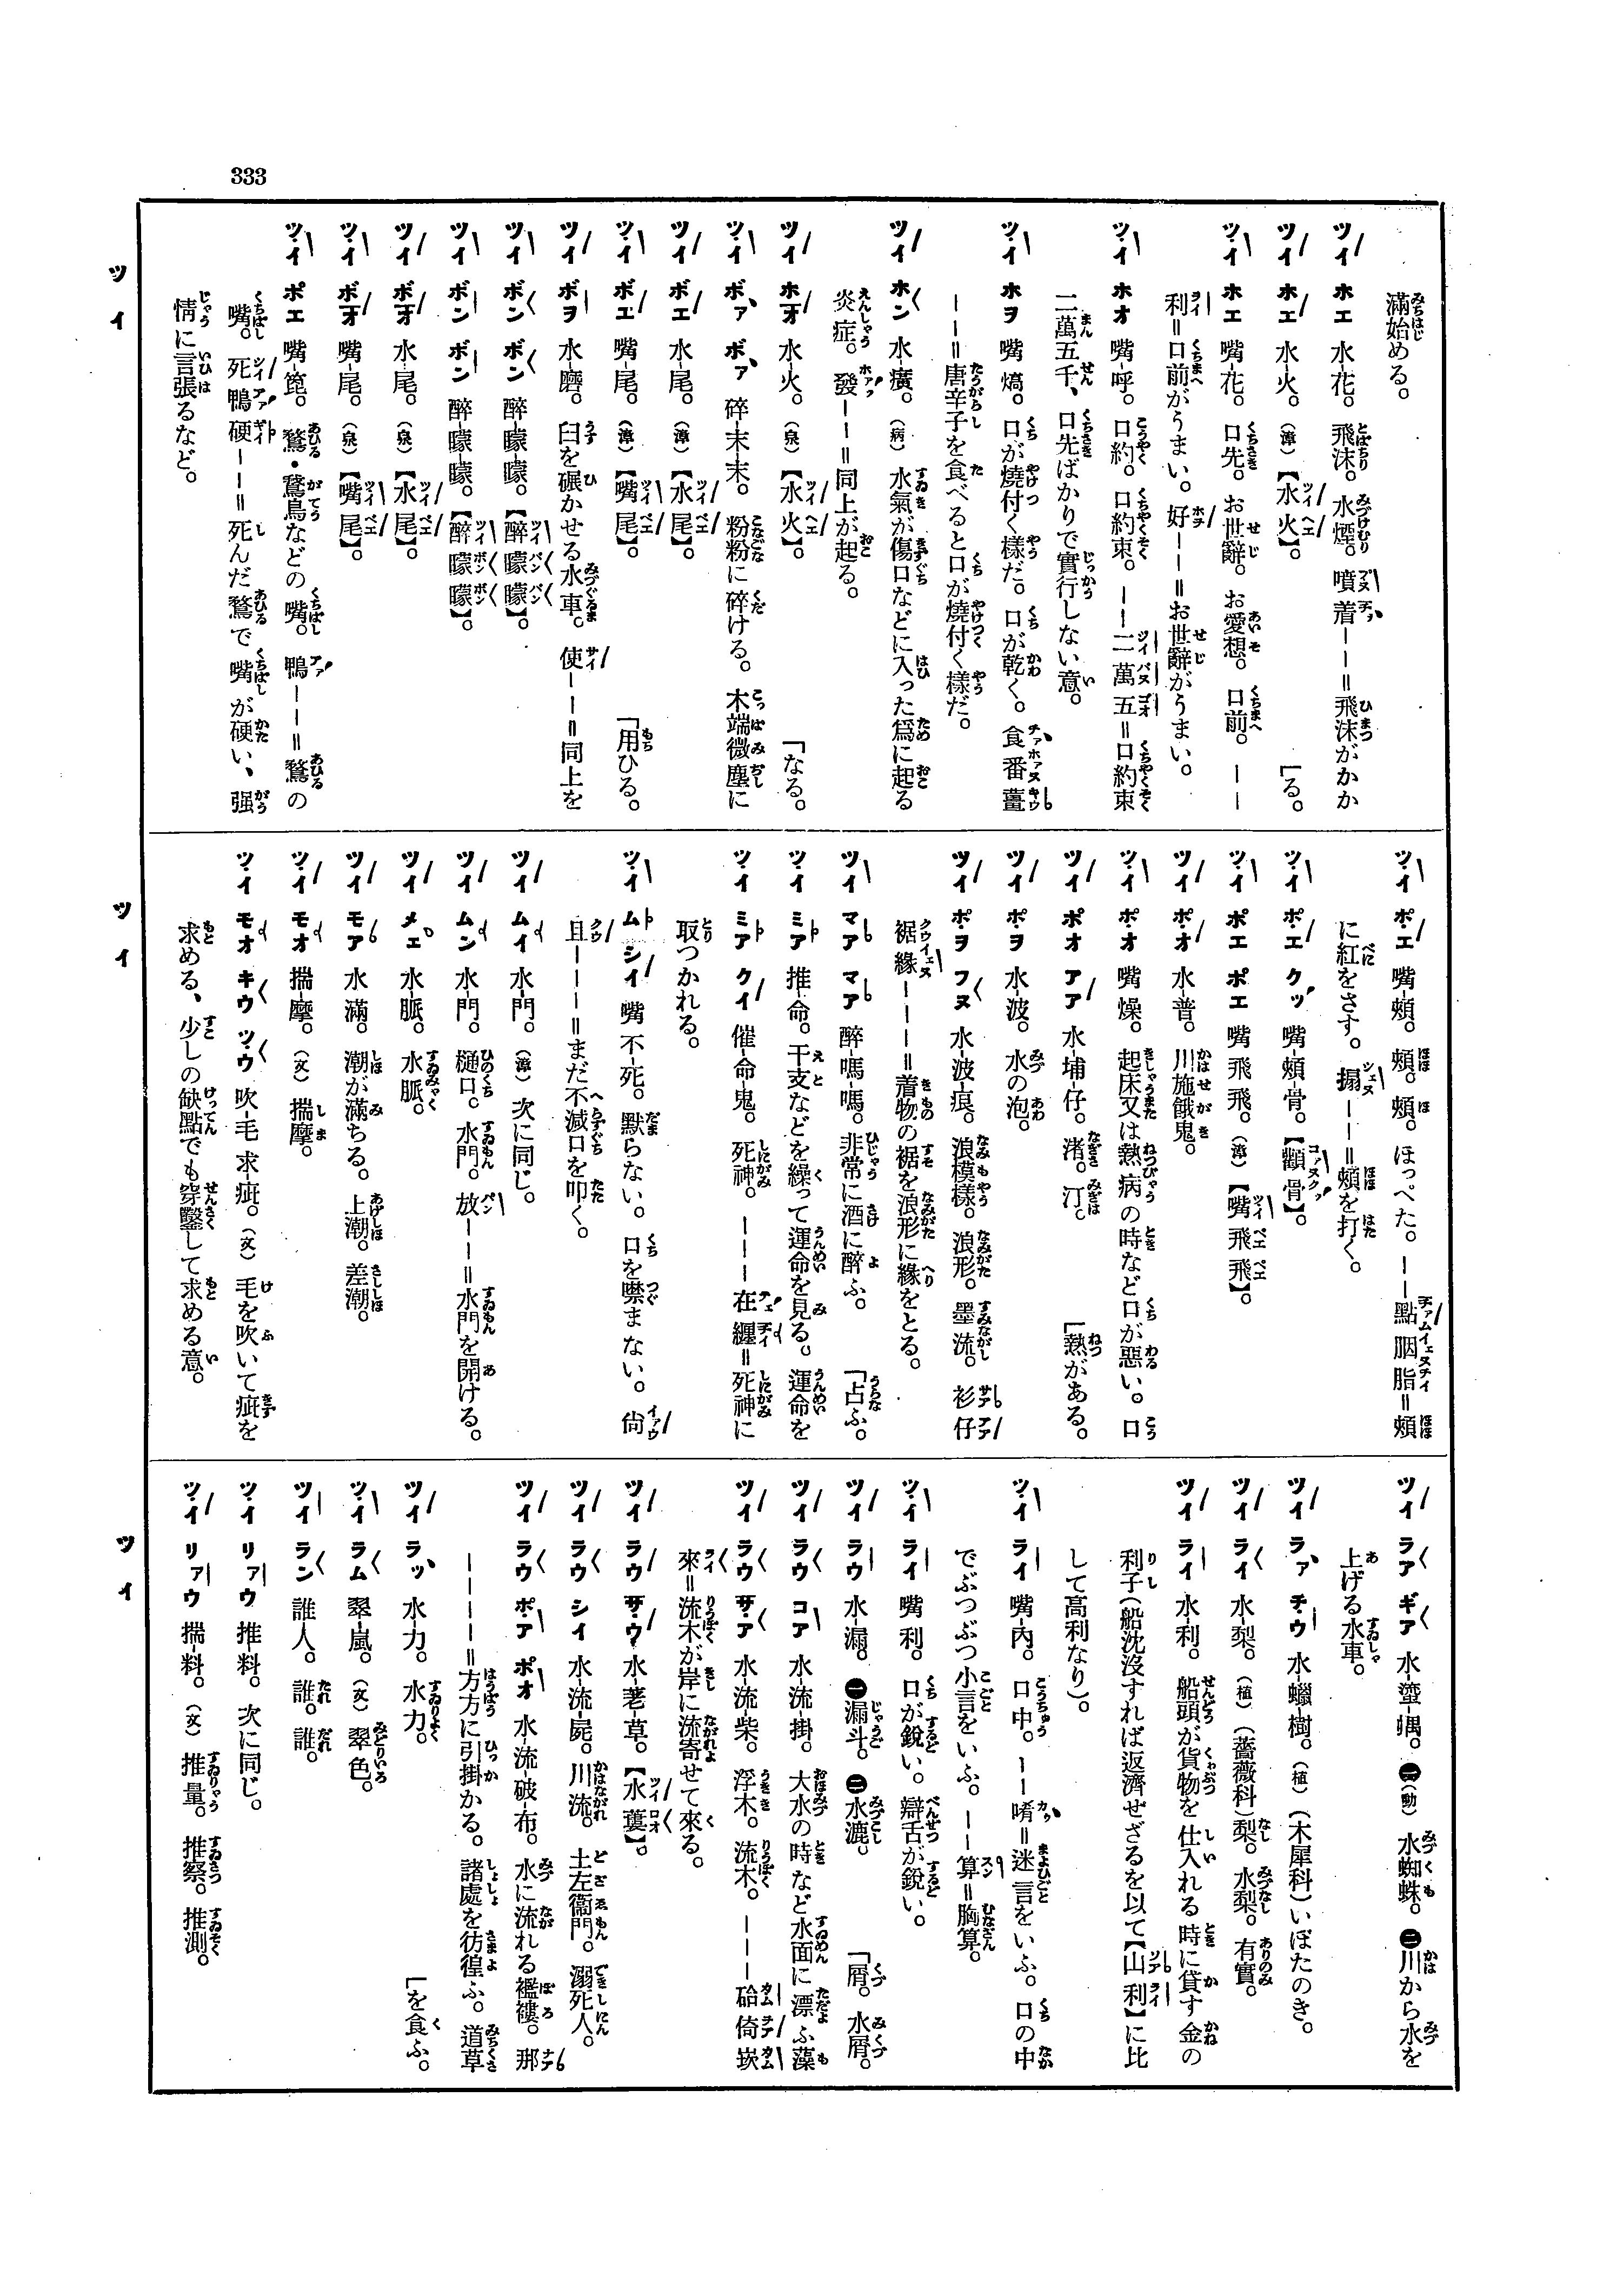 333
ツイ
滿始める。
ツイ ホエ 水-花。飛沫。水煙。噴着――=飛沫がかか
ツイ ホエ 水-火。(漳)【水火】。 「る。
ツイ ホエ 嘴-花。口先。お世辭。お愛想。口前。――
利=口前がうまい。好――=お世辭がうまい。
ツイ ホオ 嘴-呼。口約。口約束。――二萬五=口約束
二萬五千、口先ばかりで實行しない意。
ツイ ホヲ 嘴熇。口が燒付く樣だ。口が乾く。食番薑
――=唐辛子を食べると口が燒付く樣だ。
ツイ ホン 水-癀。(病)水氣が傷口などに入った爲に起る
炎症。發――=同上が起る。
ツイ ホオ 水-火。(泉)【水火】。 「なる。
ツイ ボァ ボァ 碎-末-末。粉粉に碎ける。木端微塵に
ツイ ボエ 水-尾。(漳)【水尾】。
ツイ ボエ 嘴-尾。(漳)【嘴尾】。 「用ひる。
ツイ ボヲ 水-磨。臼を碾かせる水車。使――=同上を
ツイ ボン ボン 醉-矇-矇。【醉矇矇】。
ツイ ボン ボン 醉-矇-矇。【醉矇矇】。
ツイ ボオ 水-尾。(泉)【水尾】。
ツイ ボオ 嘴-尾。(泉)【嘴尾】。
ツイ ポエ 嘴-箆。鶩・鵞鳥などの嘴。鴨――=鶩の
嘴。死鴨硬――=死んだ鶩で嘴が硬い、强
情に言張るなど。
ツイ
ツイ ポエ 嘴-頰。頰。頰。ほっぺた。――點胭脂=頰
に紅をさす。搧――=頰を打く。
ツイ ポエ クッ 嘴-頰-骨。【顴骨】。
ツイ ポエ ポエ 嘴飛飛。(漳)【嘴飛飛】。
ツイ ポオ 水-普。川施餓鬼。
ツイ ポオ 嘴燥。起床又は熱病の時など口が惡い。口
ツイ ポオ アア 水-埔-仔。渚。汀。 「熱がある。
ツイ ポヲ 水-波。水の泡。
ツイ ポヲ フヌ 水-波-痕。浪模樣。浪形。墨流。衫仔
裾緣―――=着物の裾を浪形に緣をとる。
ツイ マア マア 醉-嗎-嗎。非常に酒に醉ふ。 「占ふ。
ツイ ミア 推-命。干支などを繰って運命を見る。運命を
ツイ ミア クイ 催-命-鬼。死神。―――在纏=死神に
取つかれる。
ツイ ム シイ 嘴不-死。默らない。口を噤まない。尙
且―――=まだ不減口を叩く。
ツイ ムイ 水-門。(漳)次に同じ。
ツイ ムン 水-門。樋口。水門。放――=水門を開ける。
ツイ メェ 水-脈。水脈。
ツイ モア 水滿。潮が滿ちる。上潮。差潮。
ツイ モオ 揣-摩。(文)揣摩。
ツイ モオ キウ ツウ 吹-毛求-疵。(文)毛を吹いて疵を
求める、少しの缺點でも穿鑿して求める意。
ツイ
ツイ ラア ギア 水-蟧-蜈。㊀(動)水蜘蛛。㊁川から水を
上げる水車。
ツイ ラァ チウ 水-蠟-樹。(植)(木犀科)いぼたのき。
ツイ ライ 水-梨。(植)(薔薇科)梨。水梨。有實。
ツイ ライ 水-利。船頭が貨物を仕入れる時に貸す金の
利子(船沈沒すれば返濟せざるを以て【山利】に比
して高利なり)。
ツイ ライ 嘴-內。口中。――唷=迷言をいふ。口の中
でぶつぶつ小言をいふ。――算=胸算。
ツイ ライ 嘴利。口が銳い。辯舌が銳い。
ツイ ラウ 水-漏。㊀漏斗。㊁水漉。 「屑。水屑。
ツイ ラウ コア 水-流-掛。大水の時など水面に漂ふ藻
ツイ ラウ サア 水-流-柴。浮木。流木。―――硆倚崁
來=流木が岸に流寄せて來る。
ツイ ラウ サウ 水-荖-草。【水蔞】。
ツイ ラウ シイ 水-流-屍。川流。土左衞門。溺死人。
ツイ ラウ ポア ポオ 水-流-破-布。水に流れる襤褸。那
――――=方方に引掛かる。諸處を彷徨ふ。道草
ツイ ラッ 水-力。水力。 「を食ふ。
ツイ ラム 翠-嵐。(文)翠色。
ツイ ラン 誰-人。誰。誰。
ツイ リァウ 推-料。次に同じ。
ツイ リァウ 揣-料。(文)推量。推察。推測。
ツイ